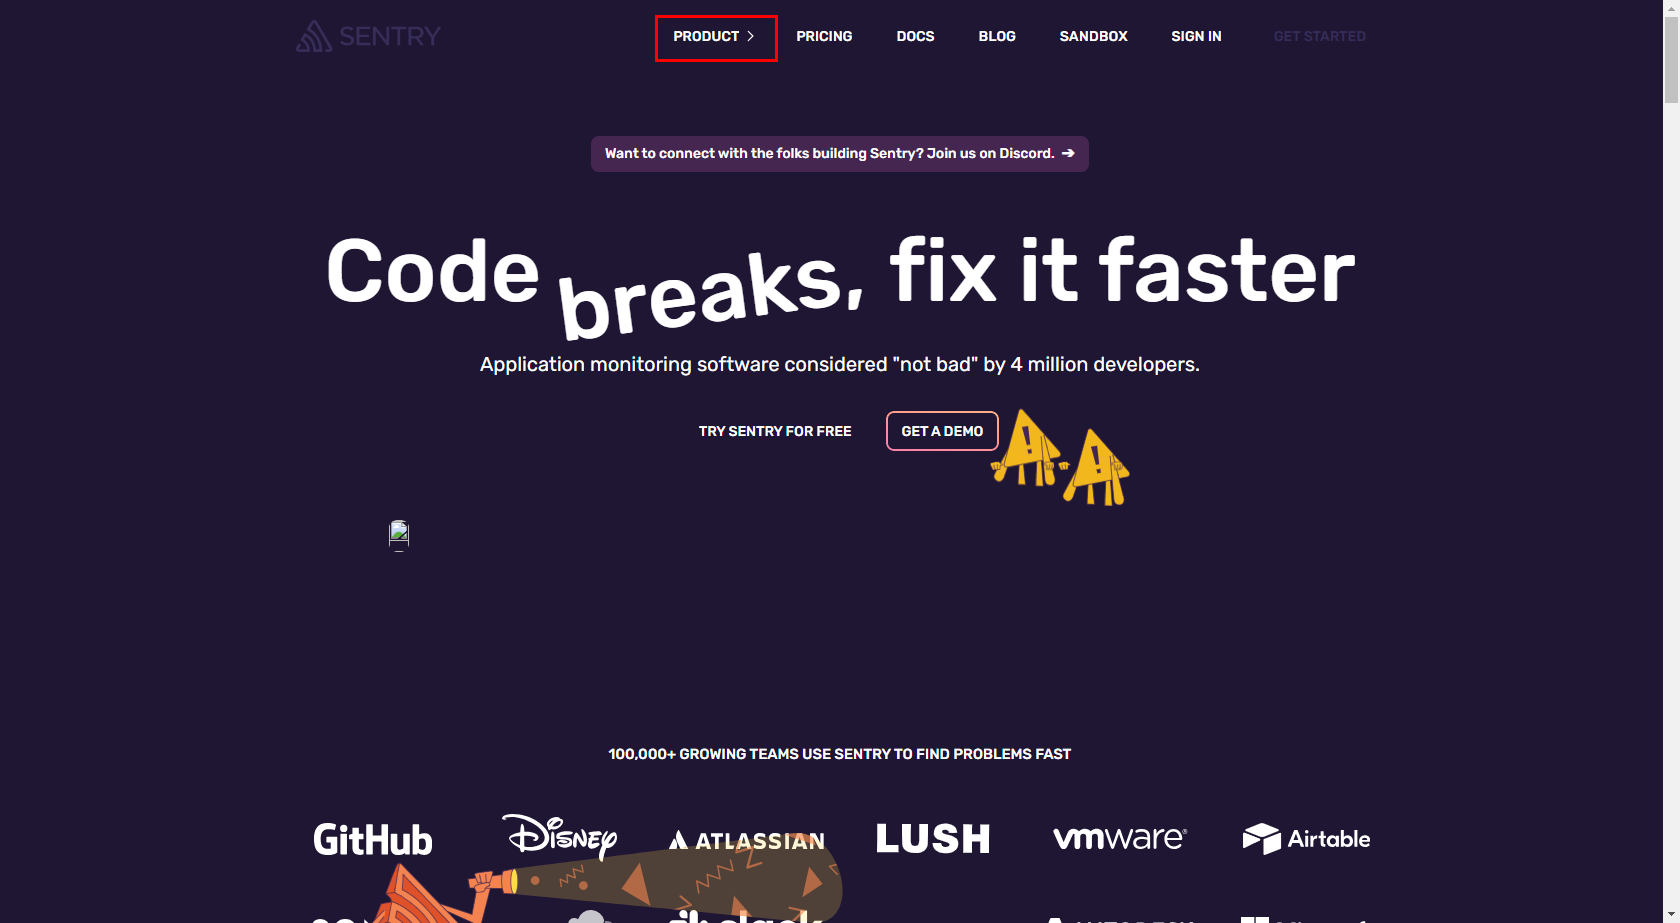 SENTRY
PRODUCT
PRICING
DOCS
BLOG
SANDBOX
SIGN IN
GET STARTED
Want to connect with the folks building Sentry? Join us on Discord. ➔
Code breaks, fix it faster
Application monitoring software considered "not bad" by 4 million developers.
TRY SENTRY FOR FREE
GET A DEMO
100,000+ GROWING TEAMS USE SENTRY TO FIND PROBLEMS FAST
GitHub
Disney
ATLASSIAN
LUSH
vmware®
Airtable
slack
AUTODESK
Microsoft